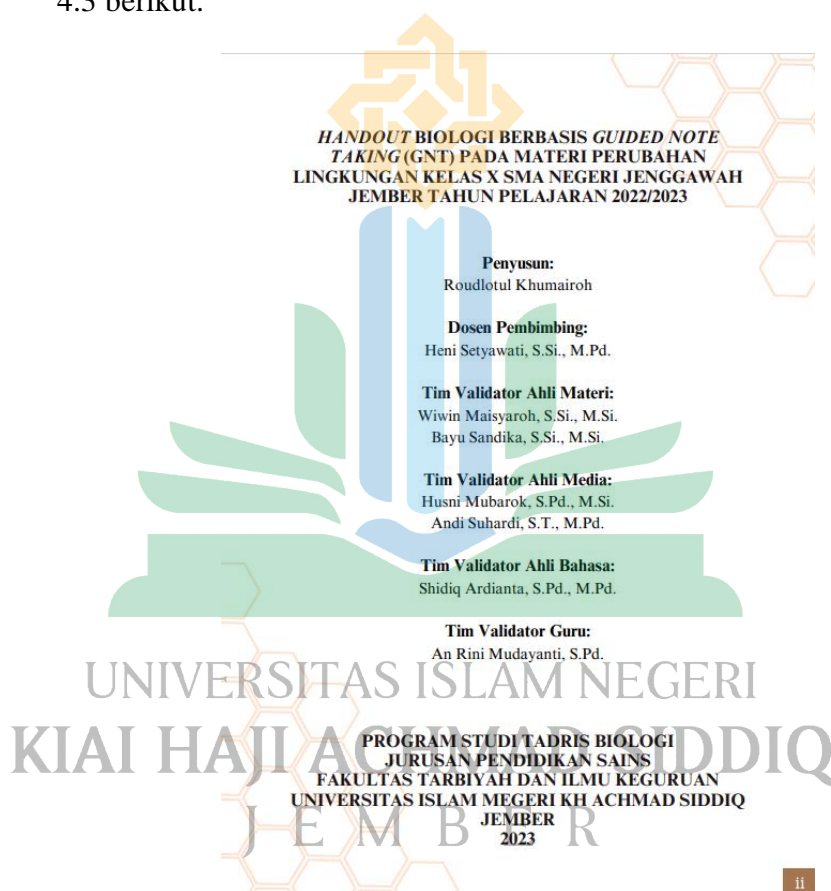 4.3 berikut.
HANDOUT BIOLOGI BERBASIS GUIDED NOTE
TAKING (GNT) PADA MATERI PERUBAHAN
LINGKUNGAN KELAS X SMA NEGERI JENGGAWAH
JEMBER TAHUN PELAJARAN 2022/2023
Penyusun:
Roudlotul Khumairoh
Dosen Pembimbing:
Heni Setyawati, S.Si., M.Pd.
Tim Validator Ahli Materi:
Wiwin Maisyaroh, S.Si., M.Si.
Bayu Sandika, S.Si., M.Si.
Tim Validator Ahli Media:
Husni Mubarok, S.Pd., M.Si.
Andi Suhardi, S.T., M.Pd.
Tim Validator Ahli Bahasa:
Shidiq Ardianta, S.Pd., M.Pd.
Tim Validator Guru:
An Rini Mudayanti, S.Pd.
UNIVERSITAS ISLAM NEGERI
KIAI HAJI ACHMAD SIDDIQ
JEMBER
PROGRAM STUDI TADRIS BIOLOGI
JURUSAN PENDIDIKAN SAINS
FAKULTAS TARBIYAH DAN ILMU KEGURUAN
UNIVERSITAS ISLAM MEGERI KH ACHMAD SIDDIQ
JEMBER
2023
ii